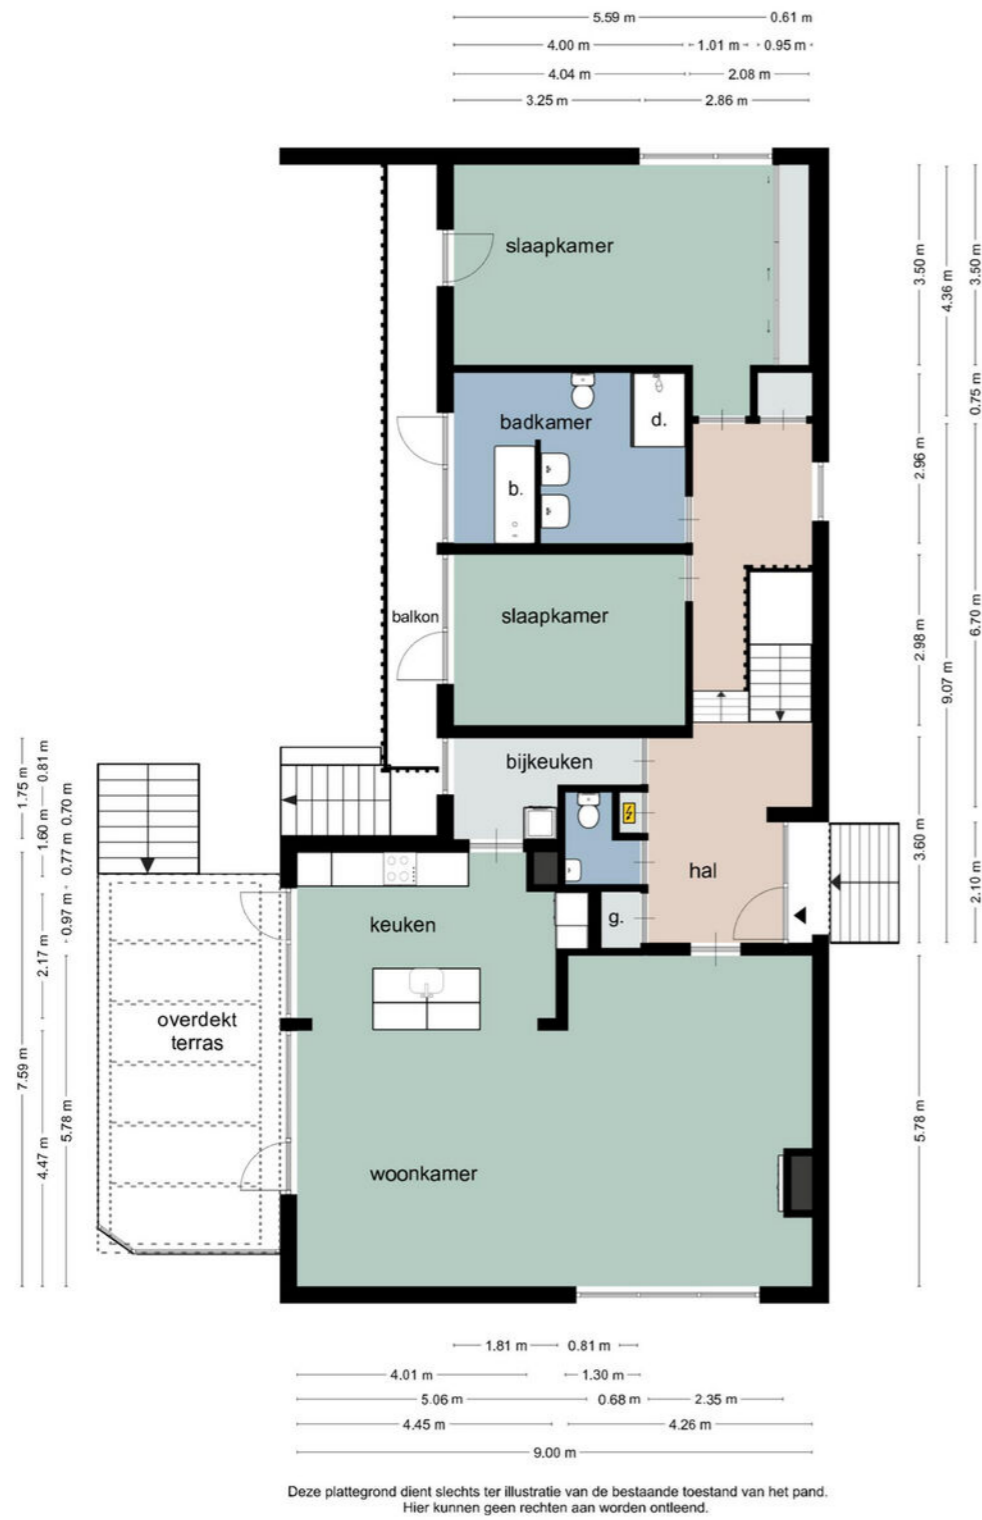 5.59 m 0.61 m
4.00 m 1.01 m 0.95 m
4.04 m 2.08 m
3.25 m 2.86 m
slaapkamer
3.50 m
4.36 m
3.50 m
badkamer
d.
b.
0.75 m
2.96 m
balkon
slaapkamer
2.98 m
6.70 m
9.07 m
bijkeuken
1.75 m
0.81 m
1.60 m
0.70 m
0.77 m
hal
3.60 m
2.10 m
keuken
g.
0.97 m
2.17 m
overdekt
terras
7.59 m
5.78 m
4.47 m
5.78 m
woonkamer
1.81 m 0.81 m
4.01 m 1.30 m
5.06 m 0.68 m 2.35 m
4.45 m 4.26 m
9.00 m
Deze plattegrond dient slechts ter illustratie van de bestaande toestand van het pand.
Hier kunnen geen rechten aan worden ontleend.